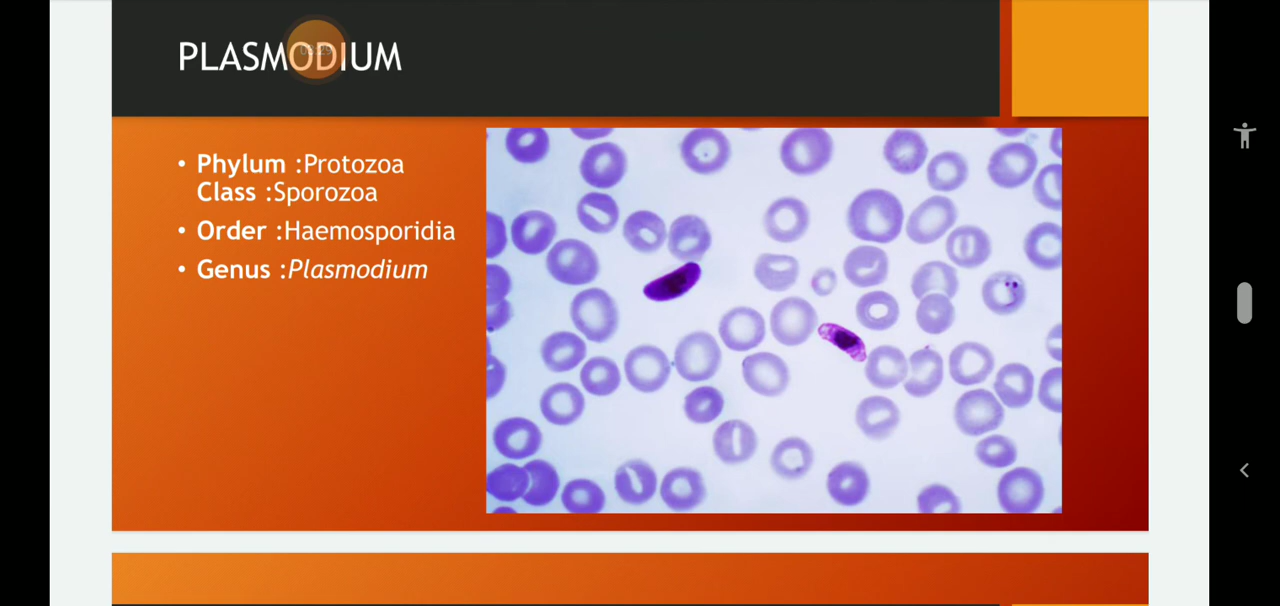 PLASMODIUM
• Phylum :Protozoa
Class :Sporozoa
• Order :Haemosporidia
• Genus :Plasmodium